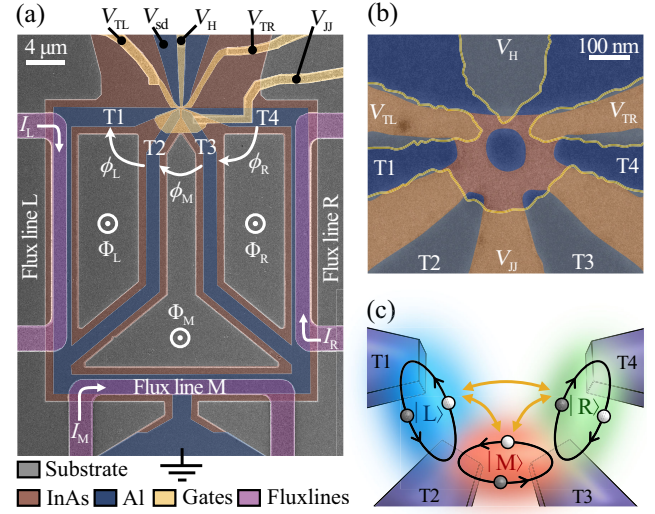 (a)
V_TL V_sd V_H V_TR V_JJ
4 μm
T1 T4
I_L
T2 T3
ϕ_L ϕ_M ϕ_R
Flux line L
Flux line R
Φ_L Φ_R
Φ_M
I_R
Flux line M
I_M
Substrate
InAs Al Gates Fluxlines
(b)
V_H
100 nm
V_TL V_TR
T1 T4
T2 V_JJ T3
(c)
T1 T4
|L⟩ |R⟩
|M⟩
T2 T3